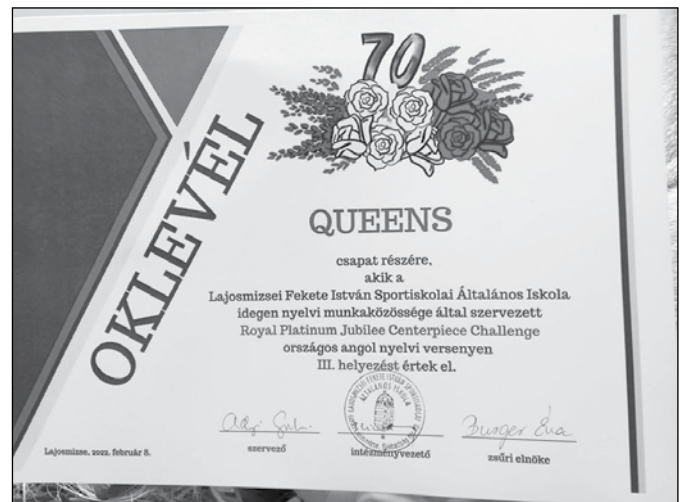 70
OKLEVÉL
QUEENS
csapat részére,
akik a
Lajosmizsei Fekete István Sportiskolai Általános Iskola
idegen nyelvi munkaközössége által szervezett
Royal Platinum Jubilee Centerpiece Challenge
országos angol nyelvi versenyen
III. helyezést értek el.
Burger Éva
szervező
intézményvezető
zsűri elnöke
Lajosmizse, 2022. február 8.